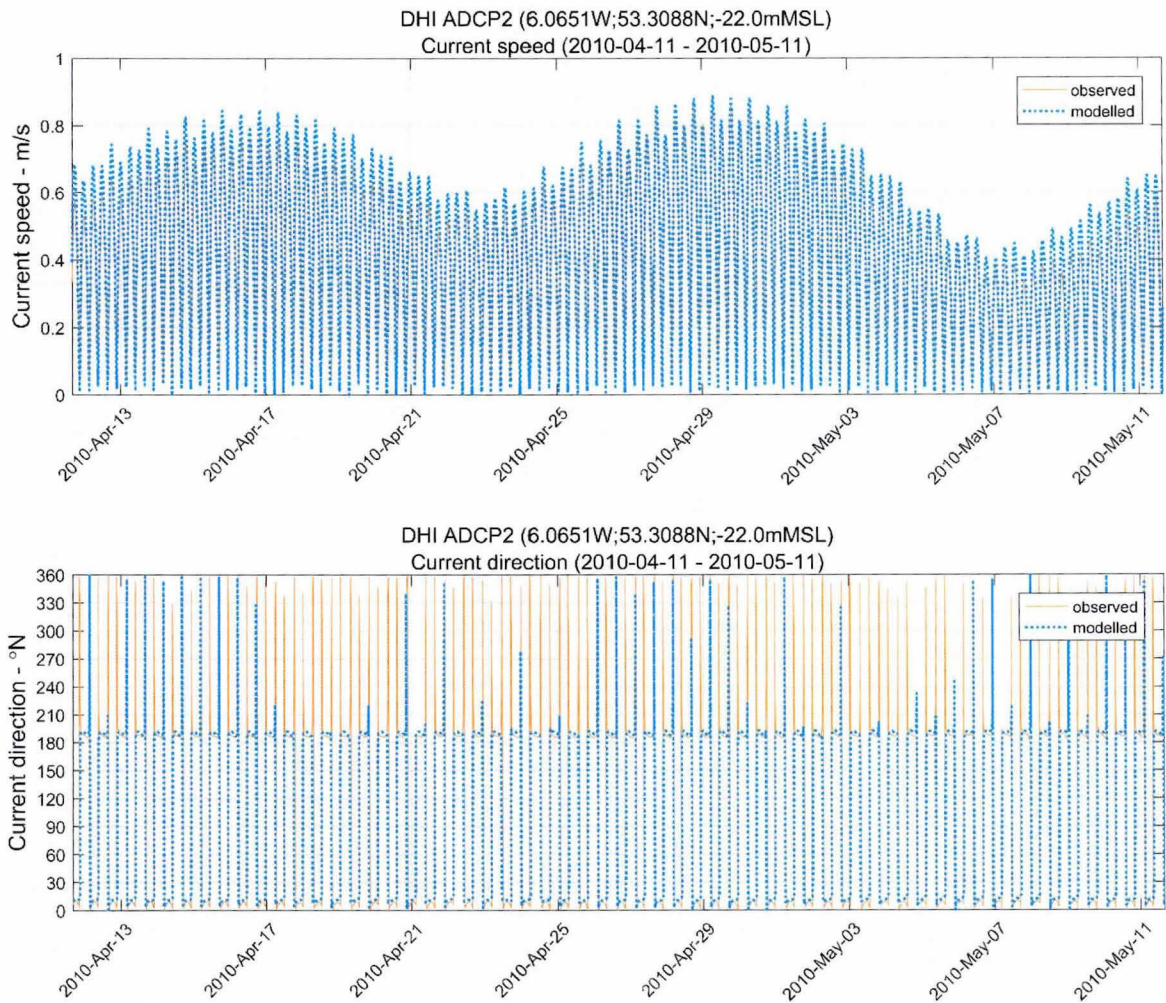 DHI ADCP2 (6.0651W;53.3088N;-22.0mMSL)
Current speed (2010-04-11 - 2010-05-11)
Current speed - m/s
1
0.8
0.6
0.4
0.2
0
observed
modelled
2010-Apr-13
2010-Apr-17
2010-Apr-21
2010-Apr-25
2010-Apr-29
2010-May-03
2010-May-07
2010-May-11
DHI ADCP2 (6.0651W;53.3088N;-22.0mMSL)
Current direction (2010-04-11 - 2010-05-11)
Current direction - °N
360
330
300
270
240
210
180
150
120
90
60
30
0
observed
modelled
2010-Apr-13
2010-Apr-17
2010-Apr-21
2010-Apr-25
2010-Apr-29
2010-May-03
2010-May-07
2010-May-11